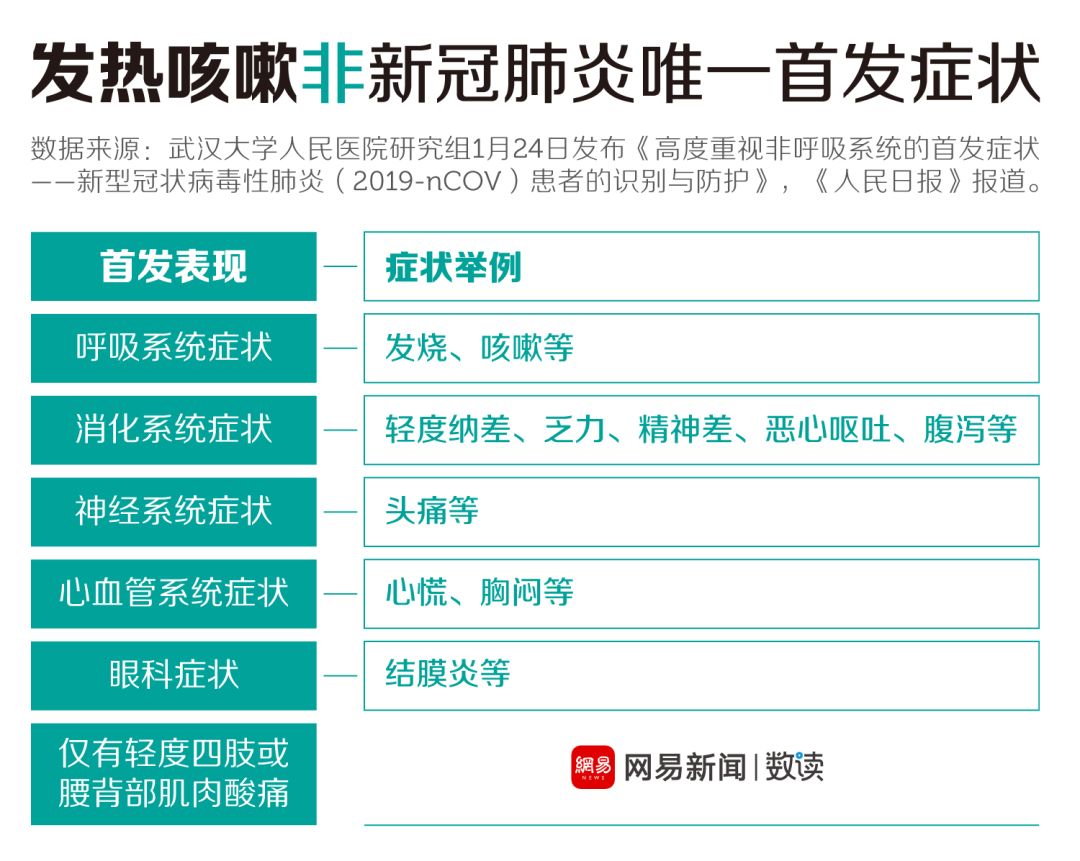 发热咳嗽非新冠肺炎唯一首发症状
数据来源：武汉大学人民医院研究组1月24日发布《高度重视非呼吸系统的首发症状
——新型冠状病毒性肺炎（2019-nCOV）患者的识别与防护》，《人民日报》报道。
首发表现
症状举例
呼吸系统症状
发烧、咳嗽等
消化系统症状
轻度纳差、乏力、精神差、恶心呕吐、腹泻等
神经系统症状
头痛等
心血管系统症状
心慌、胸闷等
眼科症状
结膜炎等
仅有轻度四肢或
腰背部肌肉酸痛
網易
NEWS
网易新闻|数读